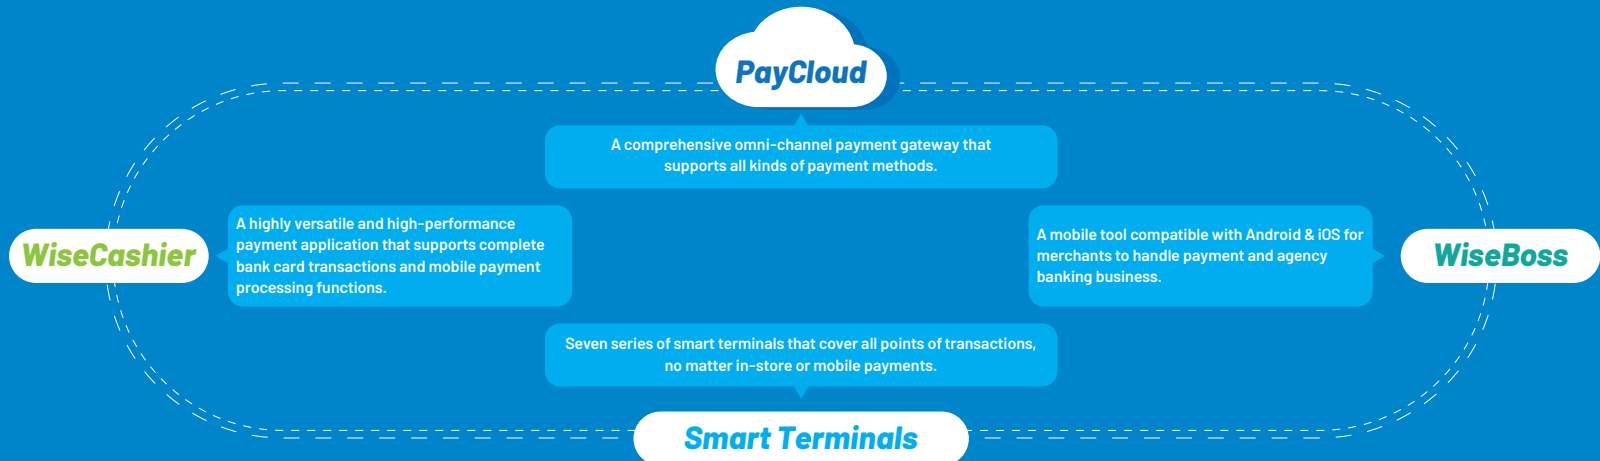 PayCloud
A comprehensive omni-channel payment gateway that
supports all kinds of payment methods.
WiseCashier
A highly versatile and high-performance
payment application that supports complete
bank card transactions and mobile payment
processing functions.
A mobile tool compatible with Android & iOS for
merchants to handle payment and agency
banking business.
WiseBoss
Seven series of smart terminals that cover all points of transactions,
no matter in-store or mobile payments.
Smart Terminals